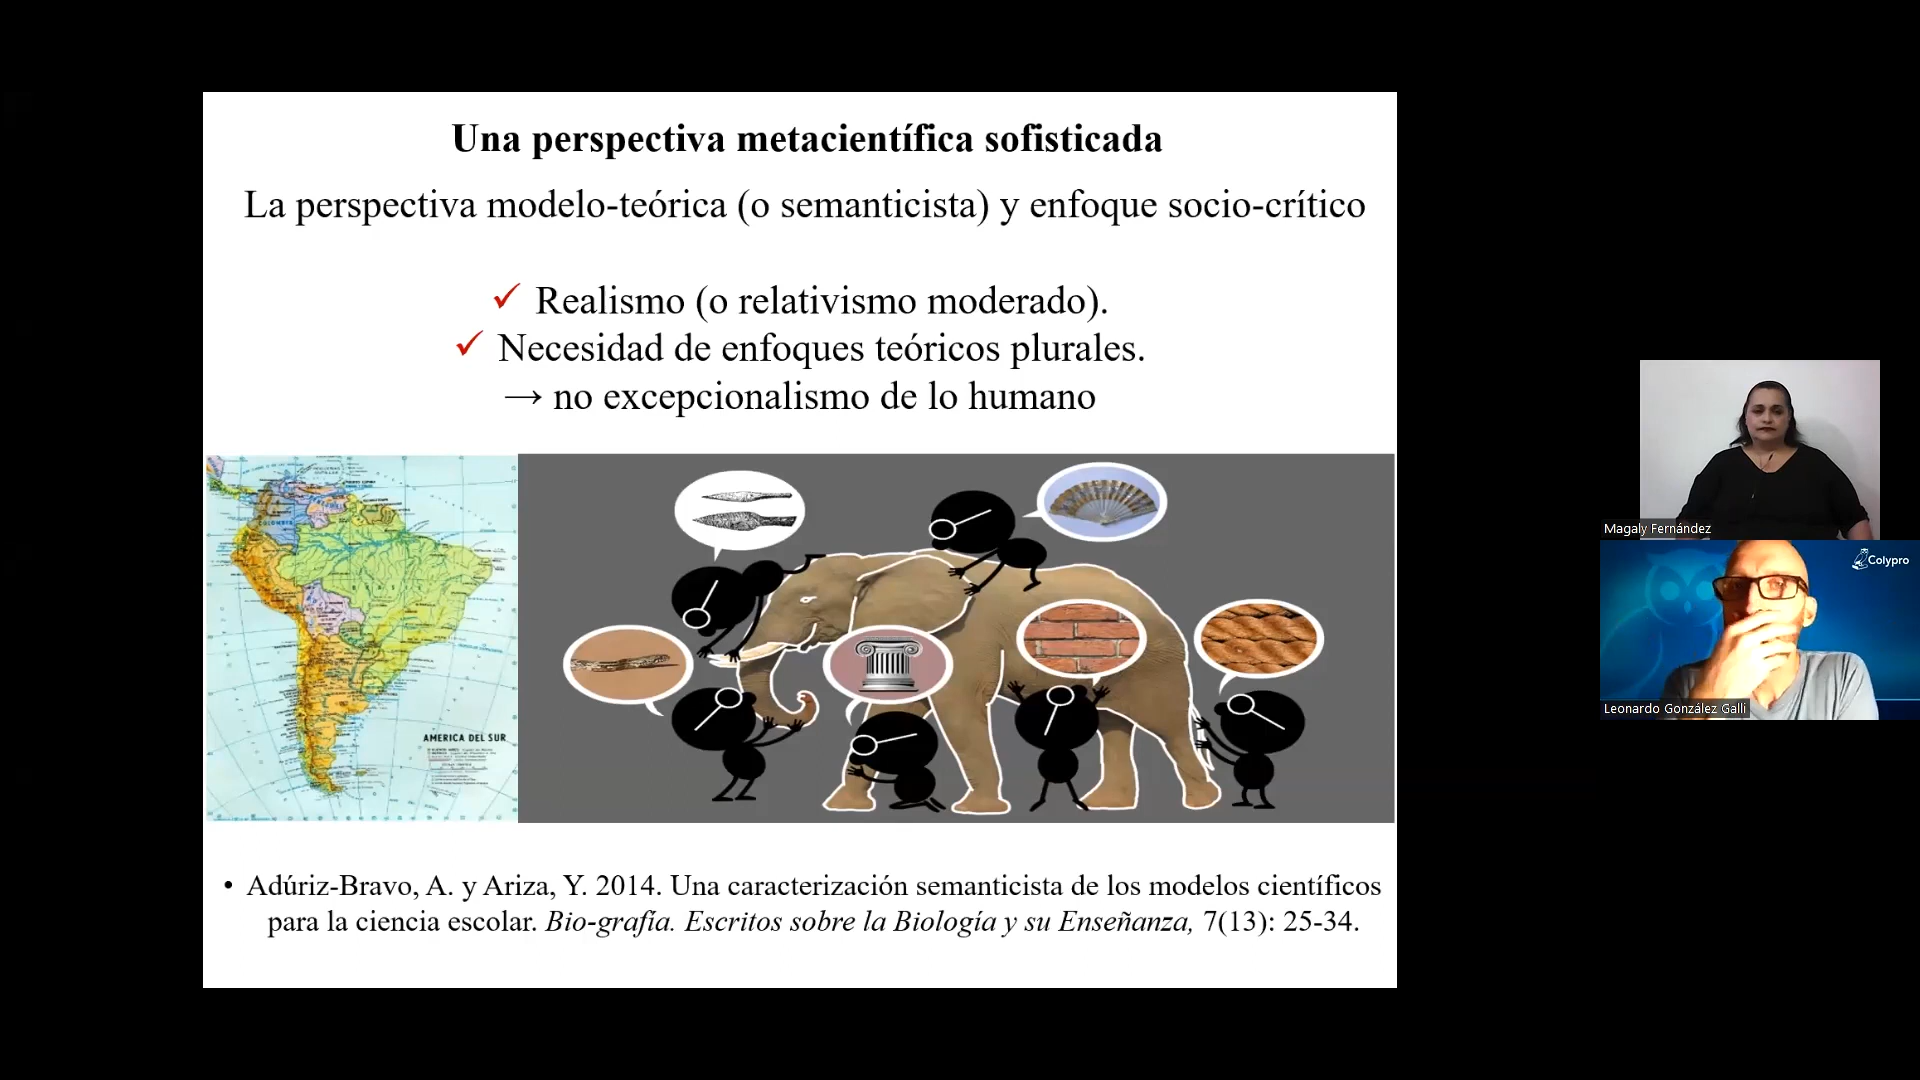 Una perspectiva metacientífica sofisticada
La perspectiva modelo-teórica (o semanticista) y enfoque socio-crítico
✓ Realismo (o relativismo moderado).
✓ Necesidad de enfoques teóricos plurales.
→ no excepcionalismo de lo humano
COLOMBIA
AMERICA DEL SUR
• Adúriz-Bravo, A. y Ariza, Y. 2014. Una caracterización semanticista de los modelos científicos
para la ciencia escolar. Bio-grafía. Escritos sobre la Biología y su Enseñanza, 7(13): 25-34.
Magaly Fernández
Colypro
Leonardo González Galli